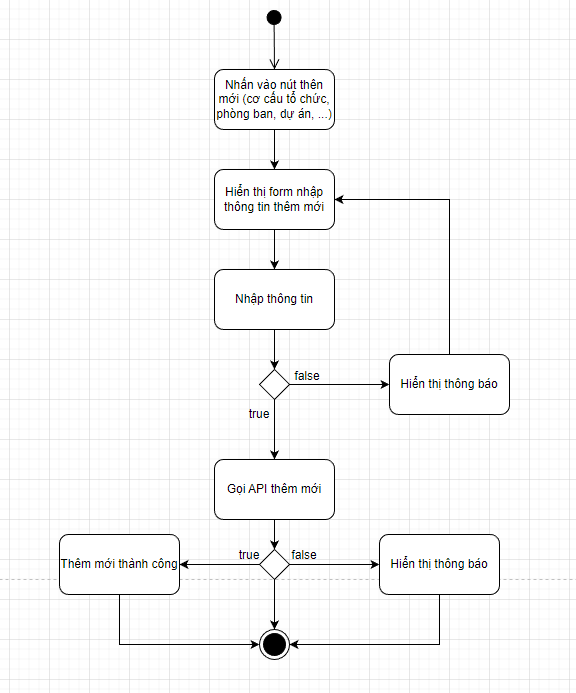 Nhấn vào nút thên
mới (cơ cấu tổ chức,
phòng ban, dự án, ...)
Hiển thị form nhập
thông tin thêm mới
Nhập thông tin
false
Hiển thị thông báo
true
Gọi API thêm mới
true
false
Thêm mới thành công
Hiển thị thông báo